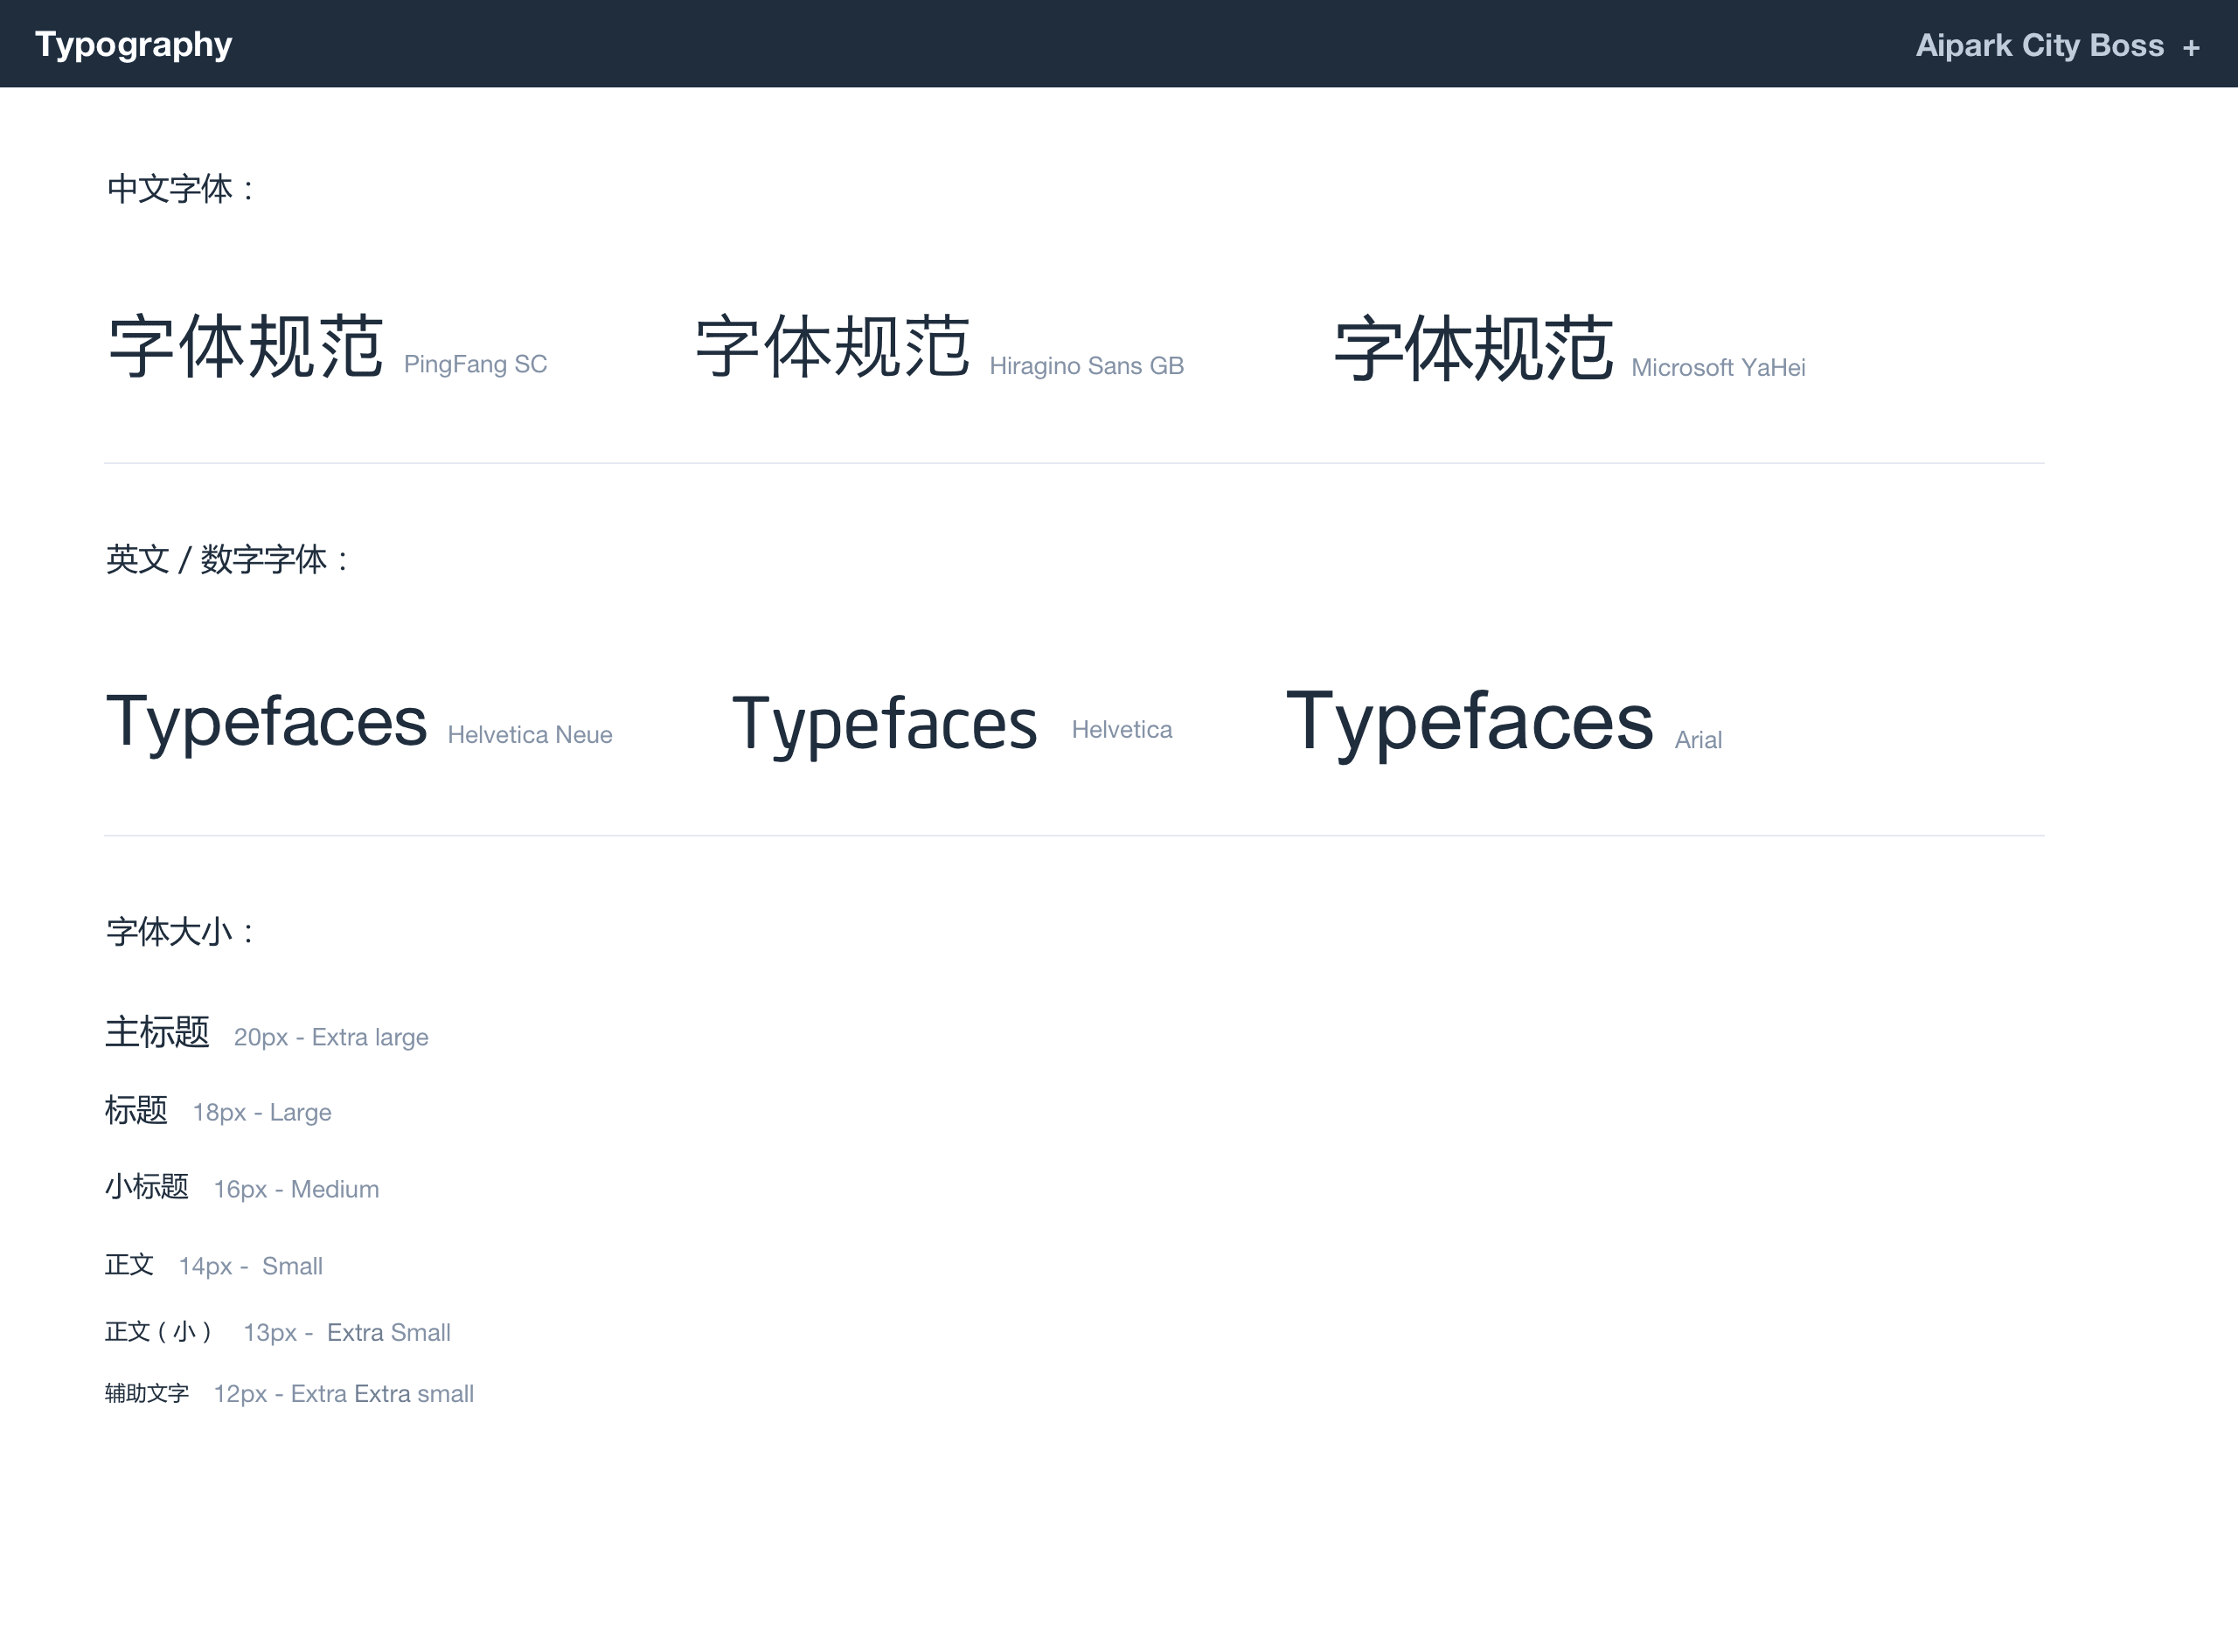 Typography Aipark City Boss +
中文字体：
字体规范 PingFang SC 字体规范 Hiragino Sans GB 字体规范 Microsoft YaHei
英文 / 数字字体：
Typefaces Helvetica Neue Typefaces Helvetica Typefaces Arial
字体大小：
主标题 20px - Extra large
标题 18px - Large
小标题 16px - Medium
正文 14px - Small
正文（小） 13px - Extra Small
辅助文字 12px - Extra Extra small